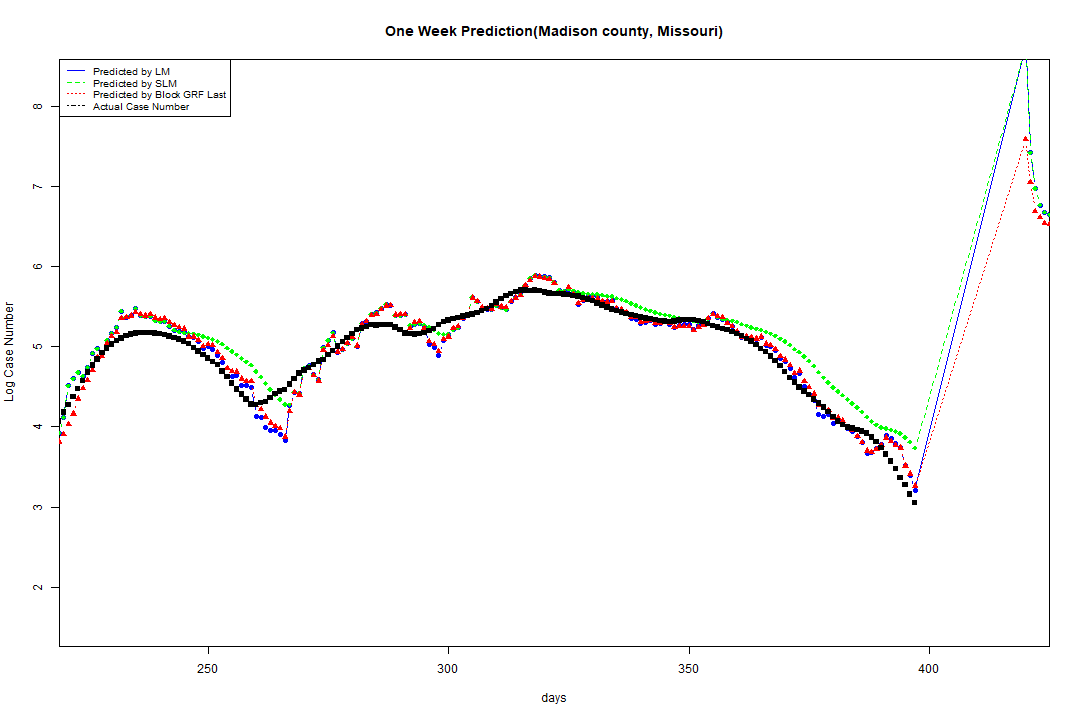 One Week Prediction(Madison county, Missouri)
Predicted by LM
Predicted by SLM
Predicted by Block GRF Last
Actual Case Number
8
7
6
5
4
3
2
Log Case Number
250 300 350 400
days